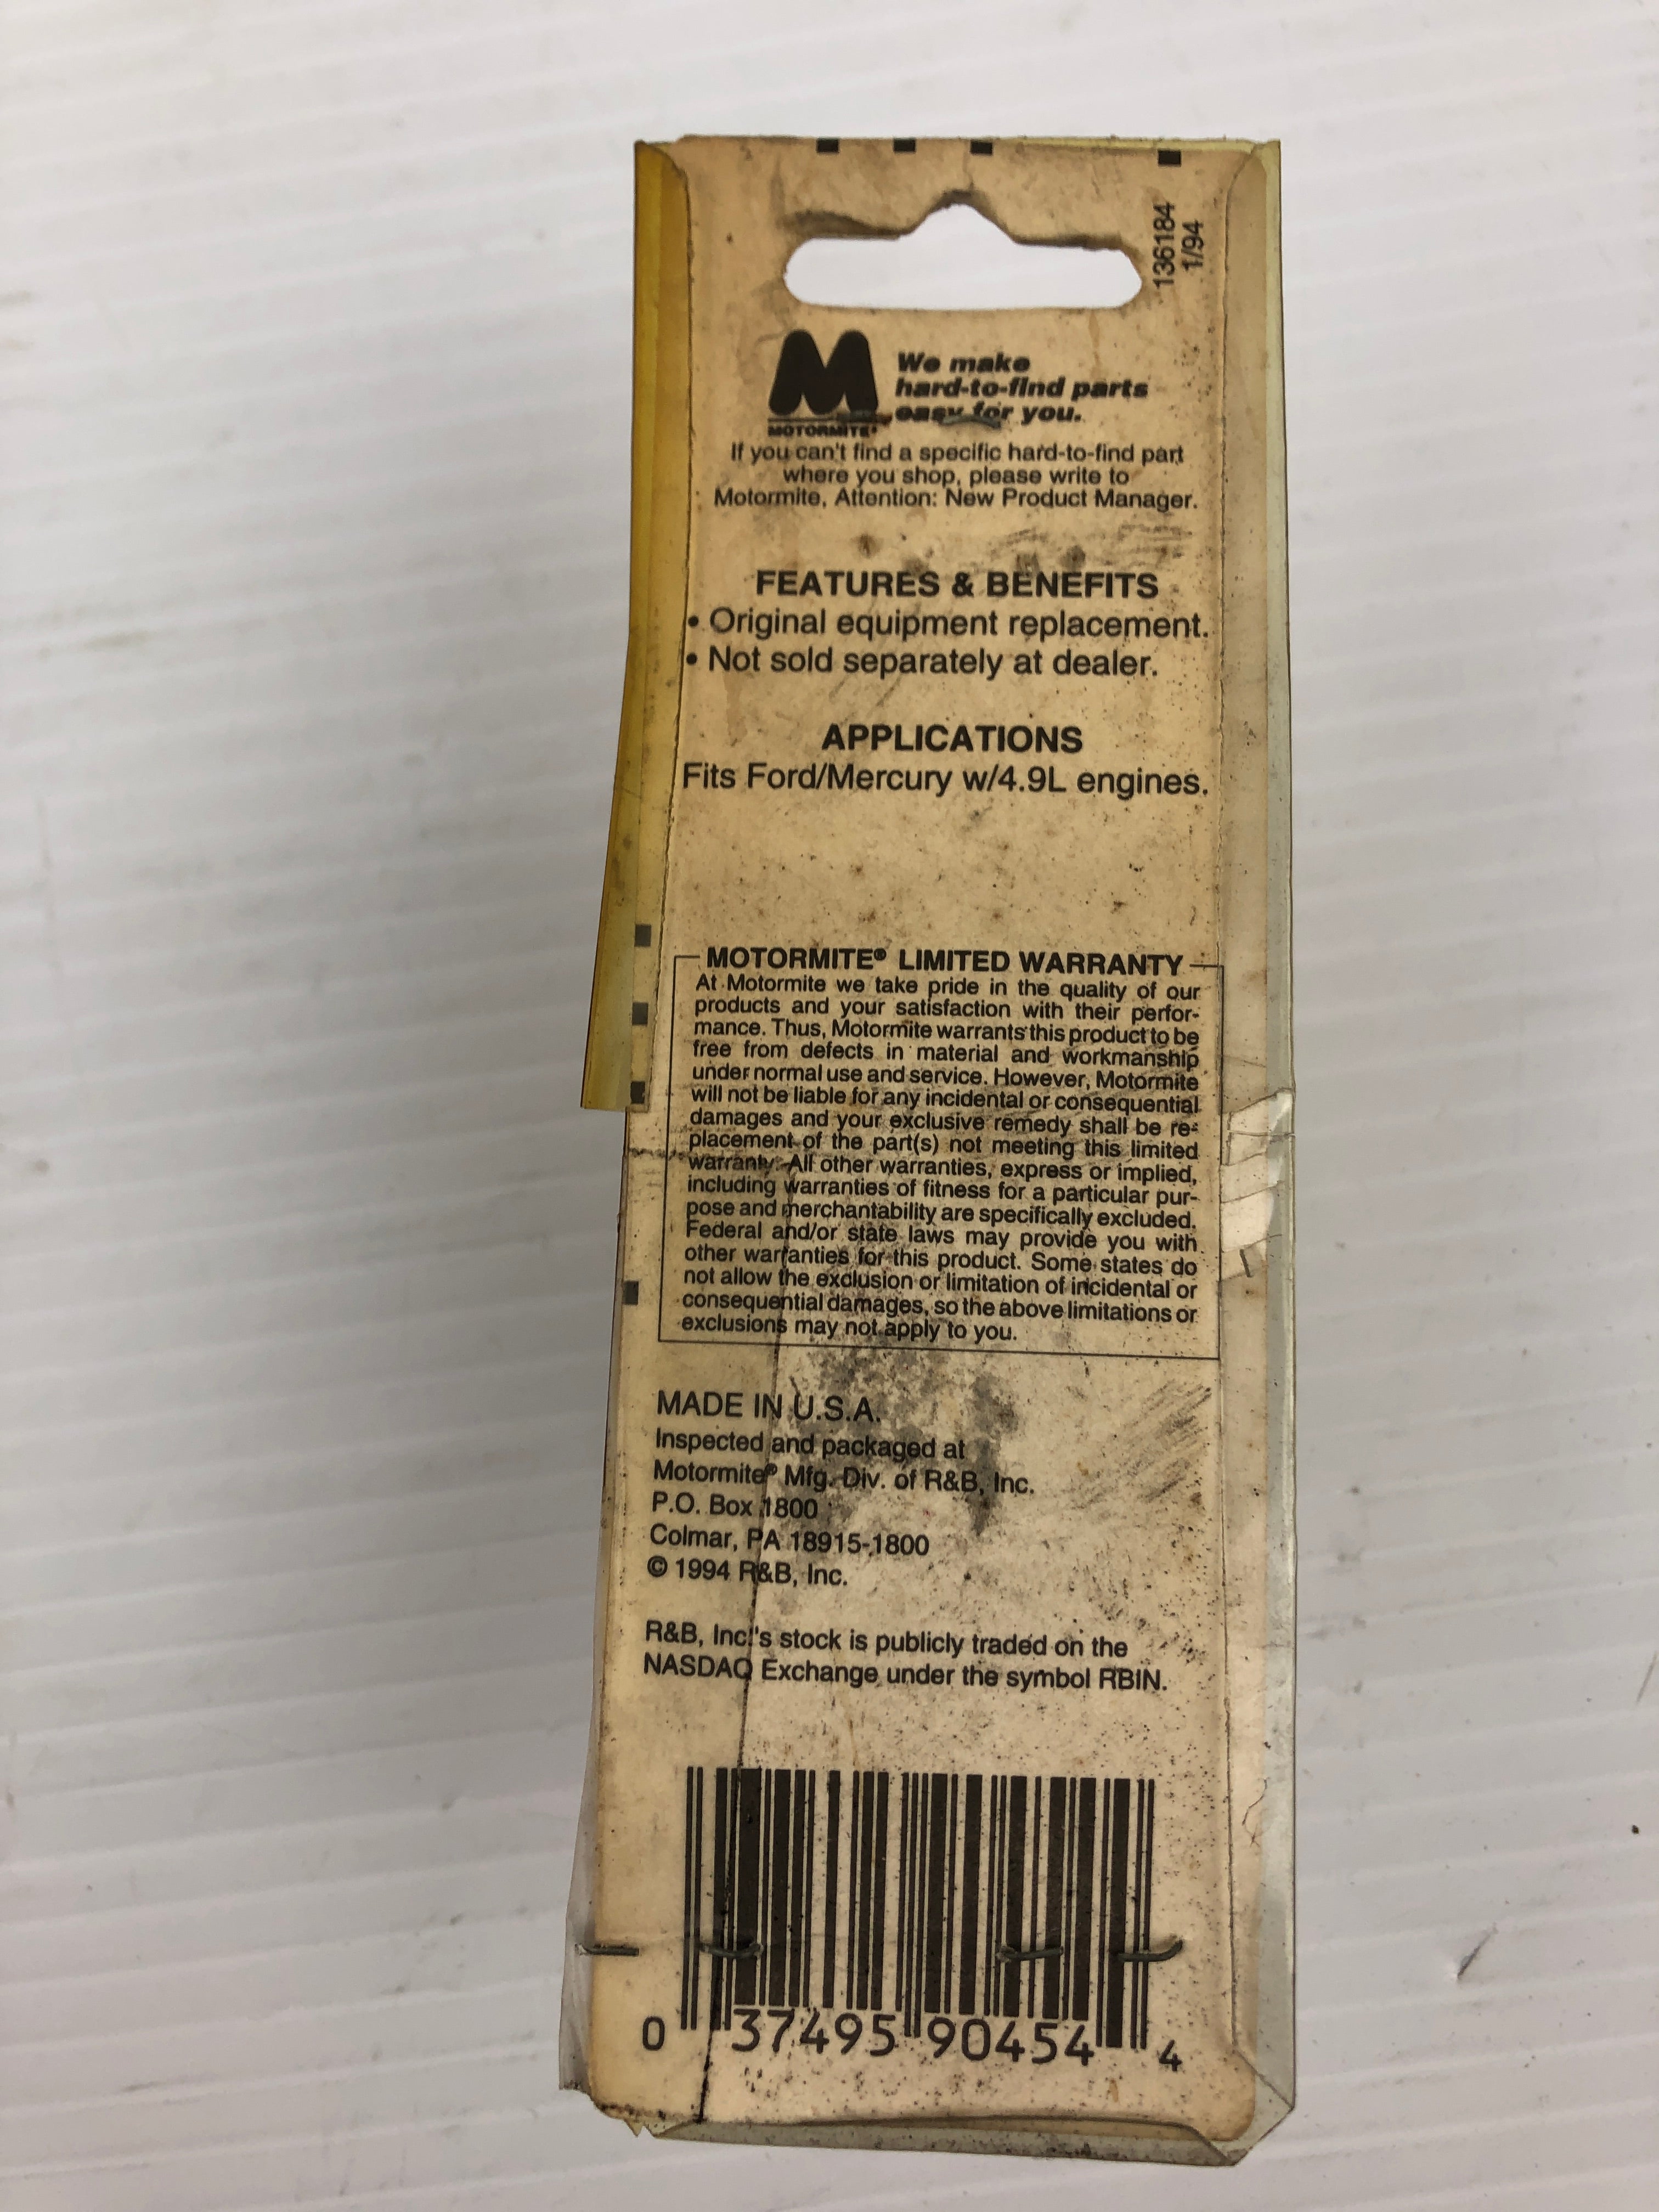 136184
1/94
We make
hard-to-find parts
easy for you.
MOTORMITE®
If you can't find a specific hard-to-find part
where you shop, please write to
Motormite, Attention: New Product Manager.
FEATURES & BENEFITS
• Original equipment replacement.
• Not sold separately at dealer.
APPLICATIONS
Fits Ford/Mercury w/4.9L engines.
MOTORMITE® LIMITED WARRANTY
At Motormite we take pride in the quality of our
products and your satisfaction with their perfor-
mance. Thus, Motormite warrants this product to be
free from defects in material and workmanship
under normal use and service. However, Motormite
will not be liable for any incidental or consequential
damages and your exclusive remedy shall be re-
placement of the part(s) not meeting this limited
warranty. All other warranties, express or implied,
including warranties of fitness for a particular pur-
pose and merchantability are specifically excluded.
Federal and/or state laws may provide you with
other warranties for this product. Some states do
not allow the exclusion or limitation of incidental or
consequential damages, so the above limitations or
exclusions may not apply to you.
MADE IN U.S.A.
Inspected and packaged at
Motormite® Mfg. Div. of R&B, Inc.
P.O. Box 1800
Colmar, PA 18915-1800
© 1994 R&B, Inc.
R&B, Inc.'s stock is publicly traded on the
NASDAQ Exchange under the symbol RBIN.
0 37495 90454 4